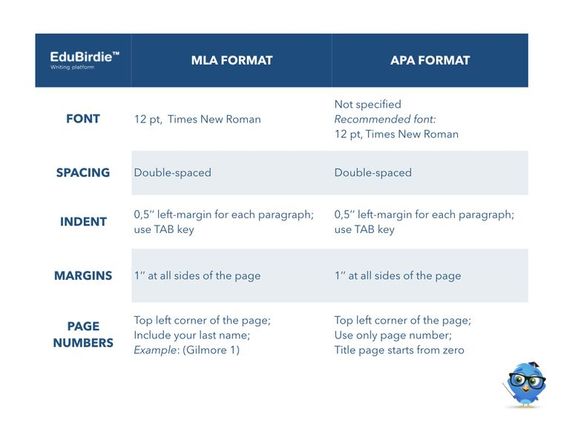 EduBirdie™
Writing platform
MLA FORMAT
APA FORMAT
FONT
12 pt,  Times New Roman
Not specified
Recommended font:
12 pt, Times New Roman
SPACING
Double-spaced
Double-spaced
INDENT
0,5’’ left-margin for each paragraph;
use TAB key
0,5’’ left-margin for each paragraph;
use TAB key
MARGINS
1’’ at all sides of the page
1’’ at all sides of the page
PAGE
NUMBERS
Top left corner of the page;
Include your last name;
Example: (Gilmore 1)
Top left corner of the page;
Use only page number;
Title page starts from zero